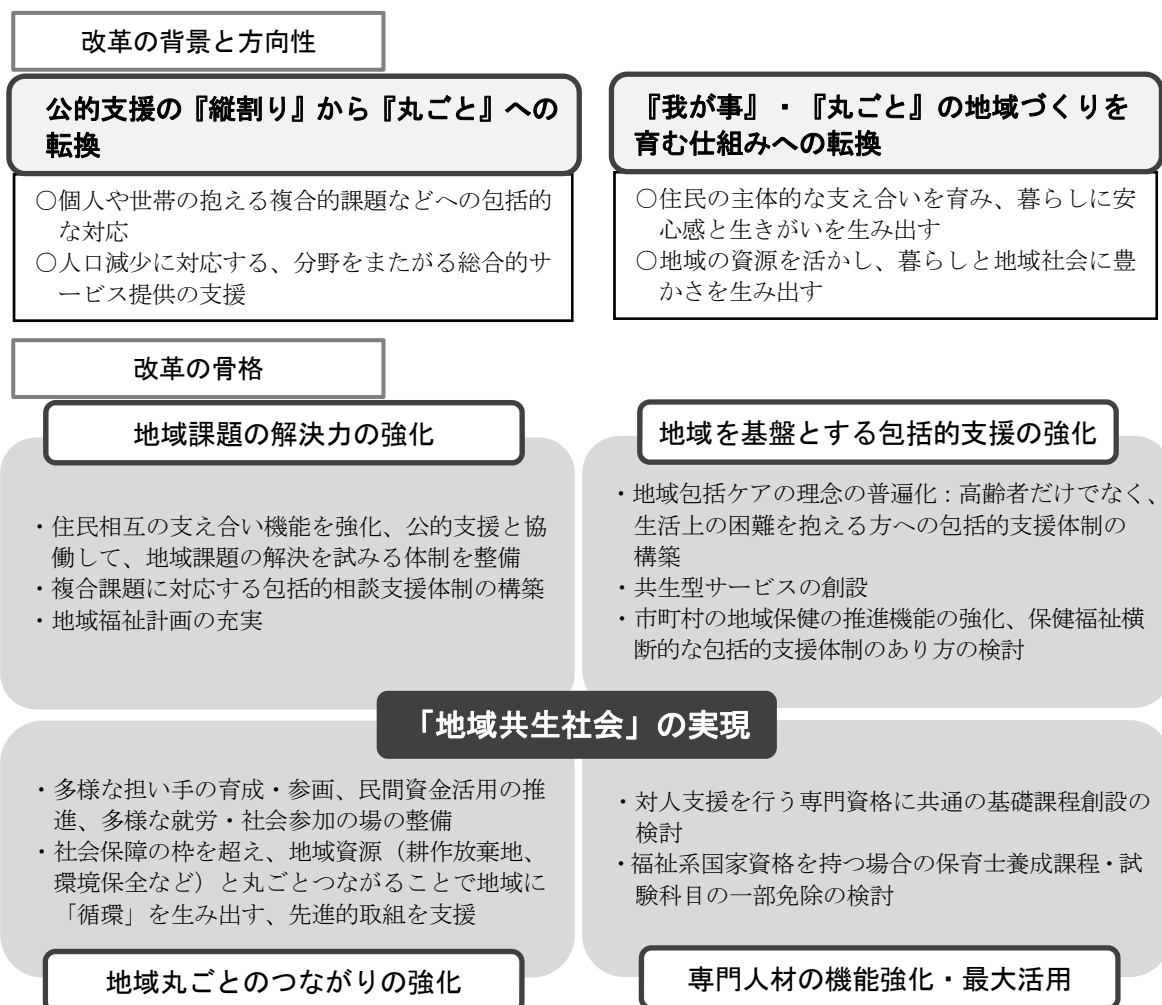 改革の背景と方向性
公的支援の『縦割り』から『丸ごと』への
転換
○個人や世帯の抱える複合的課題などへの包括的
な対応
○人口減少に対応する、分野をまたがる総合的サ
ービス提供の支援
『我が事』・『丸ごと』の地域づくりを
育む仕組みへの転換
○住民の主体的な支え合いを育み、暮らしに安
心感と生きがいを生み出す
○地域の資源を活かし、暮らしと地域社会に豊
かさを生み出す
改革の骨格
地域課題の解決力の強化
・住民相互の支え合い機能を強化、公的支援と協
働して、地域課題の解決を試みる体制を整備
・複合課題に対応する包括的相談支援体制の構築
・地域福祉計画の充実
地域を基盤とする包括的支援の強化
・地域包括ケアの理念の普遍化：高齢者だけでなく、
生活上の困難を抱える方への包括的支援体制の
構築
・共生型サービスの創設
・市町村の地域保健の推進機能の強化、保健福祉横
断的な包括的支援体制のあり方の検討
「地域共生社会」の実現
・多様な担い手の育成・参画、民間資金活用の推
進、多様な就労・社会参加の場の整備
・社会保障の枠を超え、地域資源（耕作放棄地、
環境保全など）と丸ごとつながることで地域に
「循環」を生み出す、先進的取組を支援
地域丸ごとのつながりの強化
・対人支援を行う専門資格に共通の基礎課程創設の
検討
・福祉系国家資格を持つ場合の保育士養成課程・試
験科目の一部免除の検討
専門人材の機能強化・最大活用